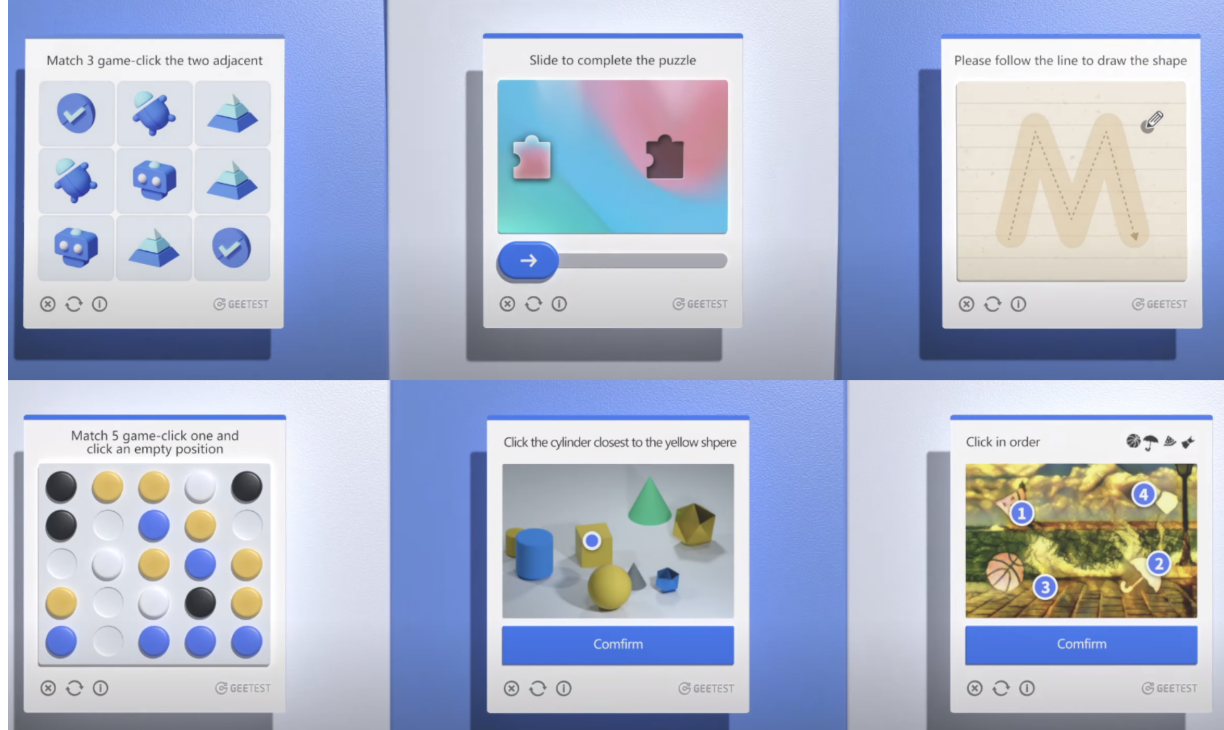 Match 3 game-click the two adjacent
GEETEST
Slide to complete the puzzle
GEETEST
Please follow the line to draw the shape
GEETEST
Match 5 game-click one and
click an empty position
GEETEST
Click the cylinder closest to the yellow shpere
Comfirm
GEETEST
Click in order
1
4
2
3
Comfirm
GEETEST